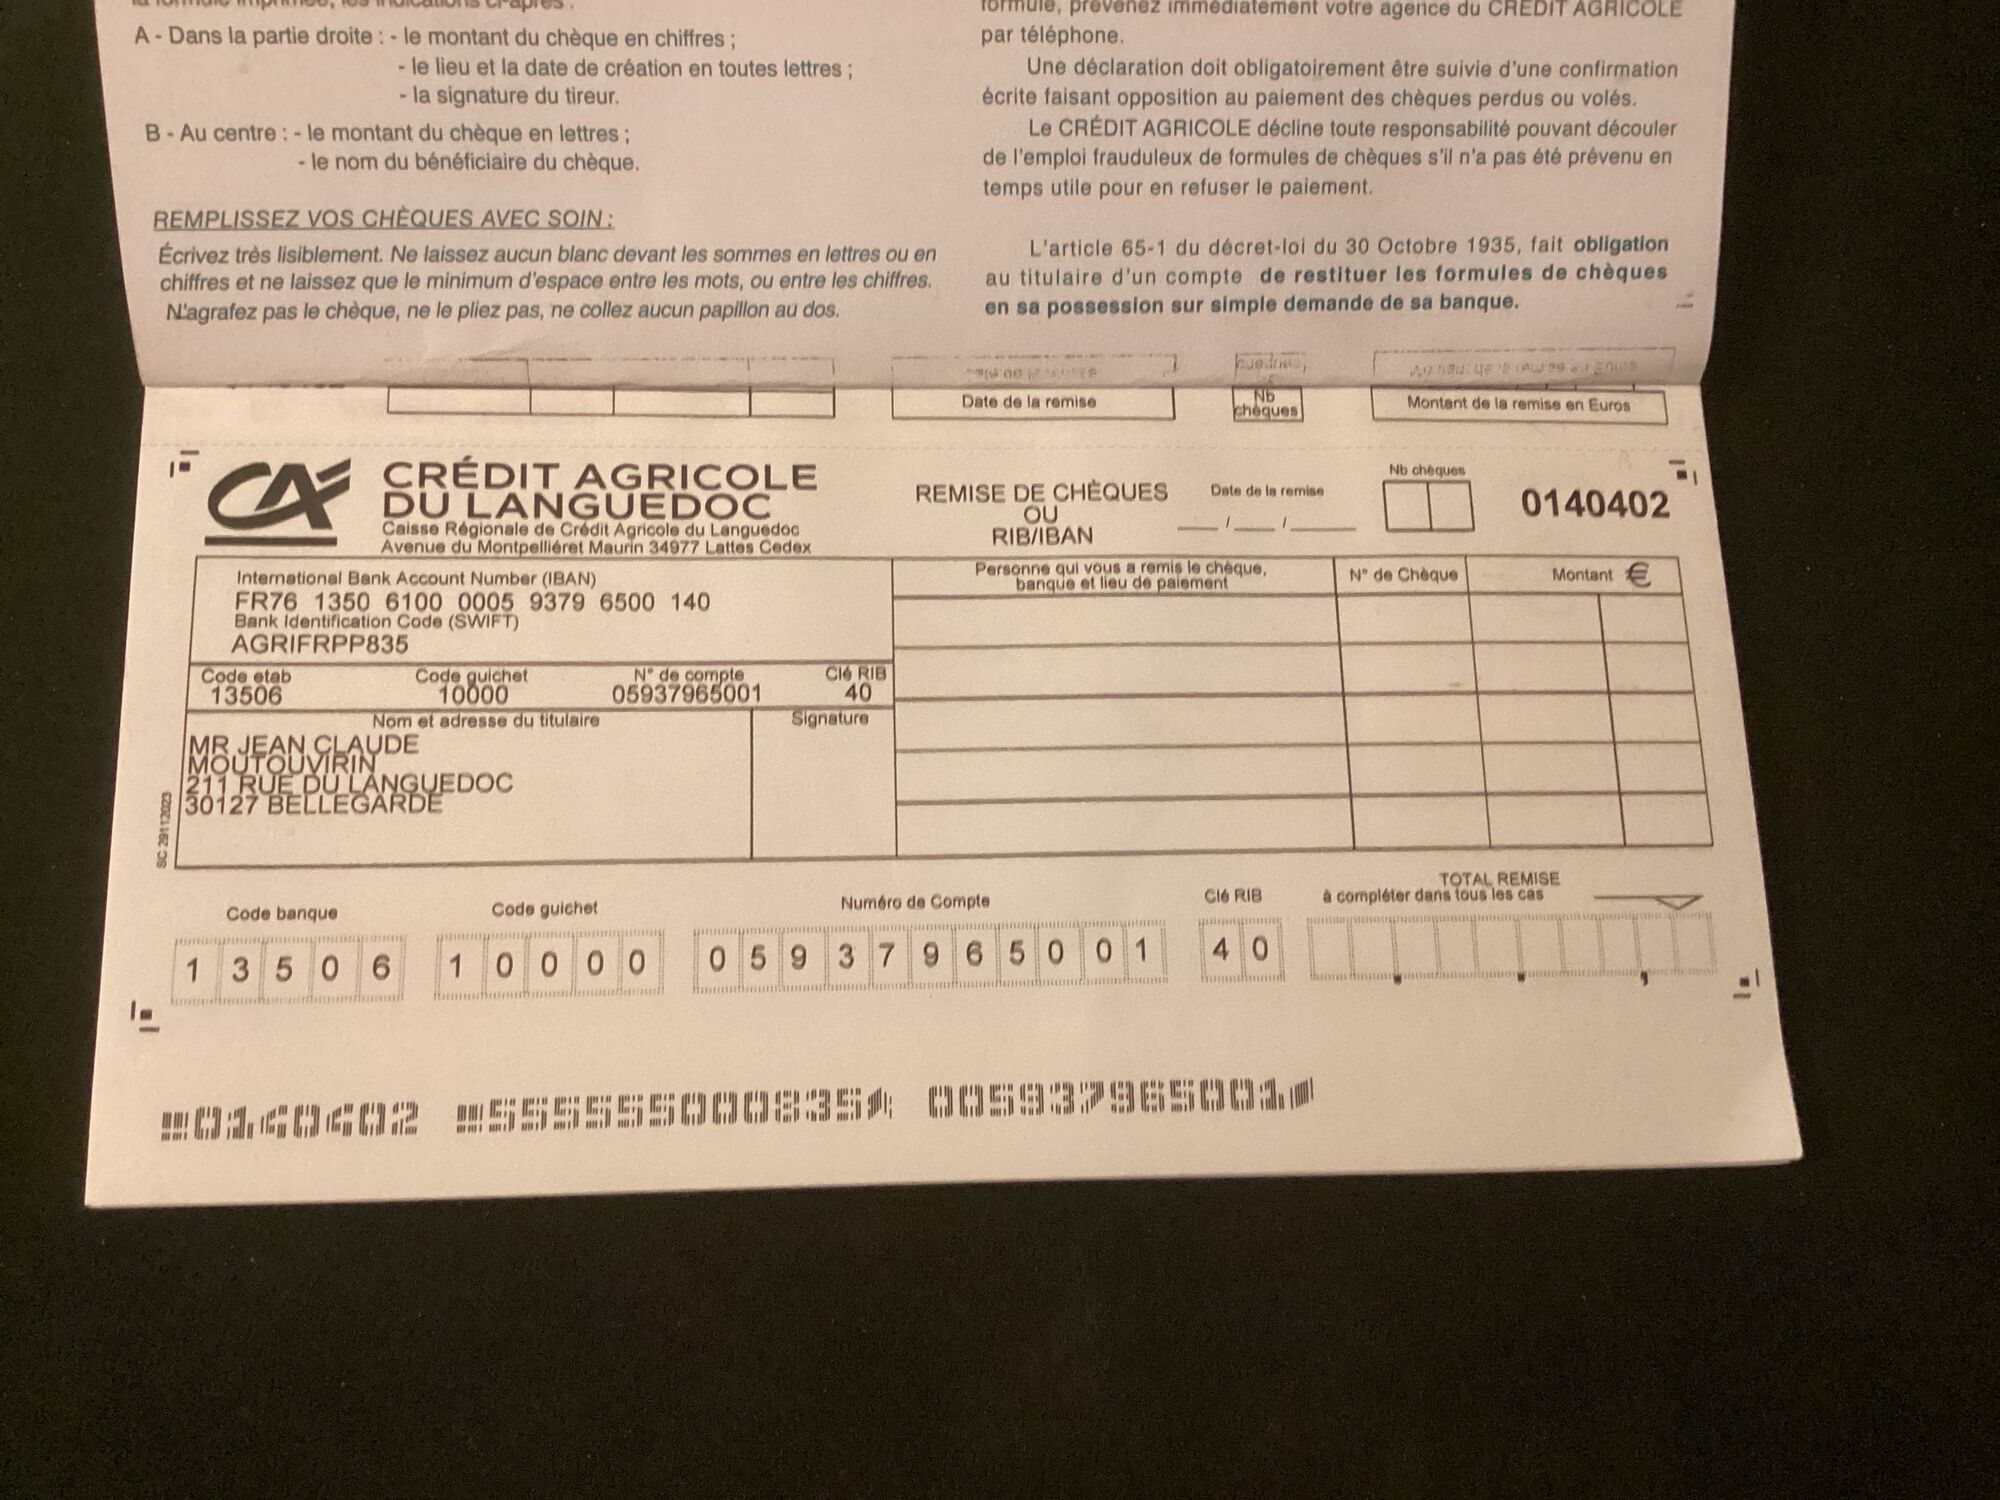 A - Dans la partie droite : - le montant du chèque en chiffres ;
- le lieu et la date de création en toutes lettres ;
- la signature du tireur.
B - Au centre : - le montant du chèque en lettres ;
- le nom du bénéficiaire du chèque.
REMPLISSEZ VOS CHÈQUES AVEC SOIN :
Écrivez très lisiblement. Ne laissez aucun blanc devant les sommes en lettres ou en
chiffres et ne laissez que le minimum d'espace entre les mots, ou entre les chiffres.
N'agrafez pas le chèque, ne le pliez pas, ne collez aucun papillon au dos.
formule, prévenez immédiatement votre agence du CRÉDIT AGRICOLE
par téléphone.
Une déclaration doit obligatoirement être suivie d'une confirmation
écrite faisant opposition au paiement des chèques perdus ou volés.
Le CRÉDIT AGRICOLE décline toute responsabilité pouvant découler
de l'emploi frauduleux de formules de chèques s'il n'a pas été prévenu en
temps utile pour en refuser le paiement.
L'article 65-1 du décret-loi du 30 Octobre 1935, fait obligation
au titulaire d'un compte de restituer les formules de chèques
en sa possession sur simple demande de sa banque.
Date de la remise
Nb
chèques
Montant de la remise en Euros
CA
CRÉDIT AGRICOLE
DU LANGUEDOC
Caisse Régionale de Crédit Agricole du Languedoc
Avenue du Montpelliéret Maurin 34977 Lattes Cedex
REMISE DE CHÈQUES
OU
RIB/IBAN
Date de la remise
__/__/____
Nb chèques
0140402
International Bank Account Number (IBAN)
FR76 1350 6100 0005 9379 6500 140
Bank Identification Code (SWIFT)
AGRIFRPP835
Code etab Code guichet N° de compte Clé RIB
13506 10000 05937965001 40
Nom et adresse du titulaire
Signature
MR JEAN CLAUDE
MOUTOUVIRIN
211 RUE DU LANGUEDOC
30127 BELLEGARDE
SC 29112023
Personne qui vous a remis le chèque,
banque et lieu de paiement
N° de Chèque
Montant €
Code banque Code guichet Numéro de Compte Clé RIB
TOTAL REMISE
à compléter dans tous les cas
1 3 5 0 6 1 0 0 0 0 0 5 9 3 7 9 6 5 0 0 1 4 0
0140402 555555000835 005937965001